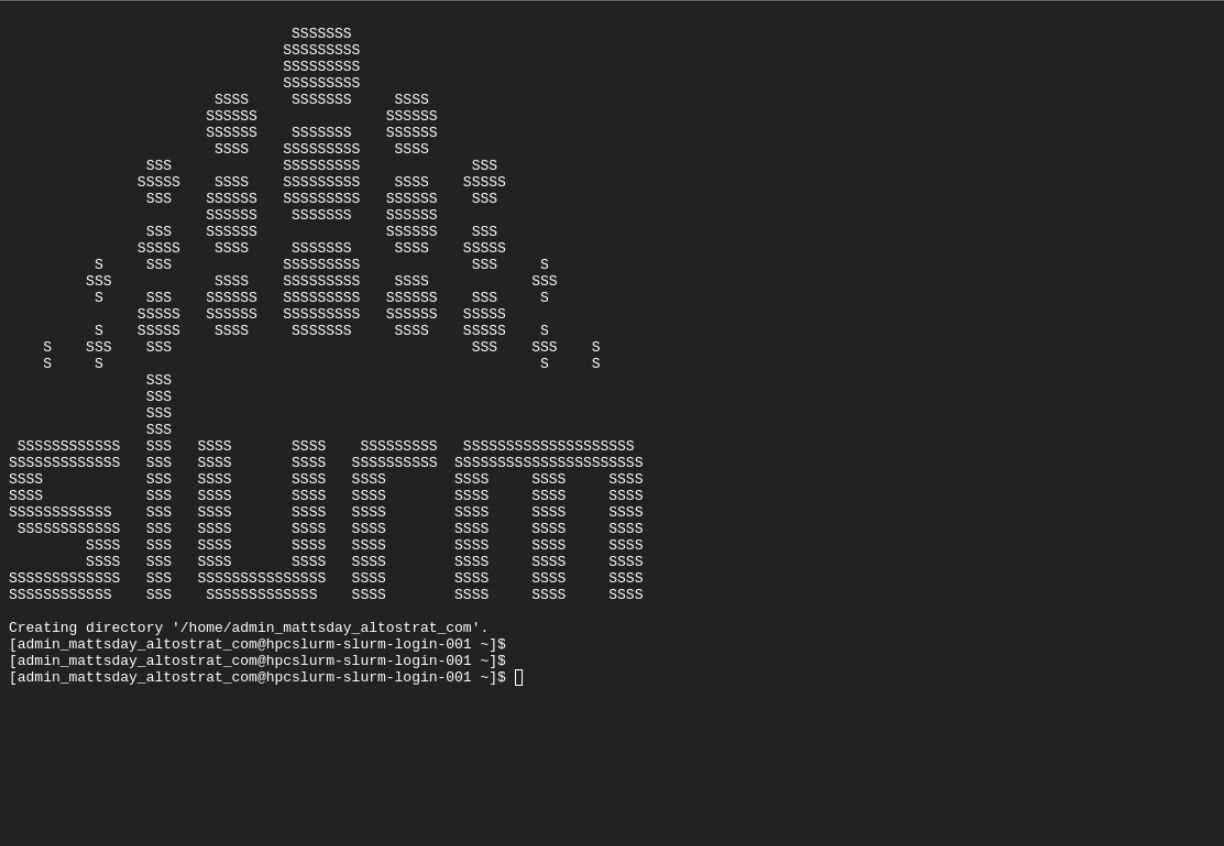 SSSSSSS
                                SSSSSSSSS
                                SSSSSSSSS
                                SSSSSSSSS
                        SSSS     SSSSSSS     SSSS
                       SSSSSS               SSSSSS
                       SSSSSS    SSSSSSS    SSSSSS
                        SSSS    SSSSSSSSS    SSSS
                SSS             SSSSSSSSS             SSS
               SSSSS    SSSS    SSSSSSSSS    SSSS    SSSSS
                SSS    SSSSSS   SSSSSSSSS   SSSSSS    SSS
                       SSSSSS    SSSSSSS    SSSSSS
                SSS    SSSSSS               SSSSSS    SSS
               SSSSS    SSSS     SSSSSSS     SSSS    SSSSS
          S     SSS             SSSSSSSSS             SSS     S
         SSS            SSSS    SSSSSSSSS    SSSS            SSS
          S     SSS    SSSSSS   SSSSSSSSS   SSSSSS    SSS     S
               SSSSS   SSSSSS   SSSSSSSSS   SSSSSS   SSSSS
          S    SSSSS    SSSS     SSSSSSS     SSSS    SSSSS    S
    S    SSS    SSS                                   SSS    SSS    S
    S     S                                                   S     S
                SSS
                SSS
                SSS
                SSS
 SSSSSSSSSSSS   SSS   SSSS       SSSS    SSSSSSSSS   SSSSSSSSSSSSSSSSSSSS
SSSSSSSSSSSSS   SSS   SSSS       SSSS   SSSSSSSSSS  SSSSSSSSSSSSSSSSSSSSSS
SSSS            SSS   SSSS       SSSS   SSSS        SSSS     SSSS     SSSS
SSSS            SSS   SSSS       SSSS   SSSS        SSSS     SSSS     SSSS
SSSSSSSSSSSS    SSS   SSSS       SSSS   SSSS        SSSS     SSSS     SSSS
 SSSSSSSSSSSS   SSS   SSSS       SSSS   SSSS        SSSS     SSSS     SSSS
         SSSS   SSS   SSSS       SSSS   SSSS        SSSS     SSSS     SSSS
         SSSS   SSS   SSSS       SSSS   SSSS        SSSS     SSSS     SSSS
SSSSSSSSSSSSS   SSS   SSSSSSSSSSSSSSS   SSSS        SSSS     SSSS     SSSS
SSSSSSSSSSSS    SSS    SSSSSSSSSSSSS    SSSS        SSSS     SSSS     SSSS
Creating directory '/home/admin_mattsday_altostrat_com'.
[admin_mattsday_altostrat_com@hpcslurm-slurm-login-001 ~]$
[admin_mattsday_altostrat_com@hpcslurm-slurm-login-001 ~]$
[admin_mattsday_altostrat_com@hpcslurm-slurm-login-001 ~]$